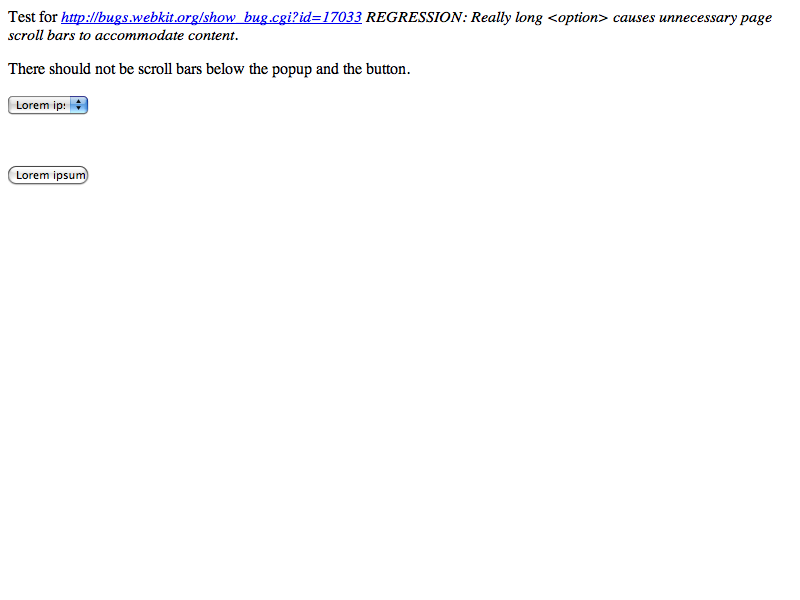 Test for http://bugs.webkit.org/show_bug.cgi?id=17033 REGRESSION: Really long <option> causes unnecessary page
scroll bars to accommodate content.
There should not be scroll bars below the popup and the button.
Lorem ip
Lorem ipsum